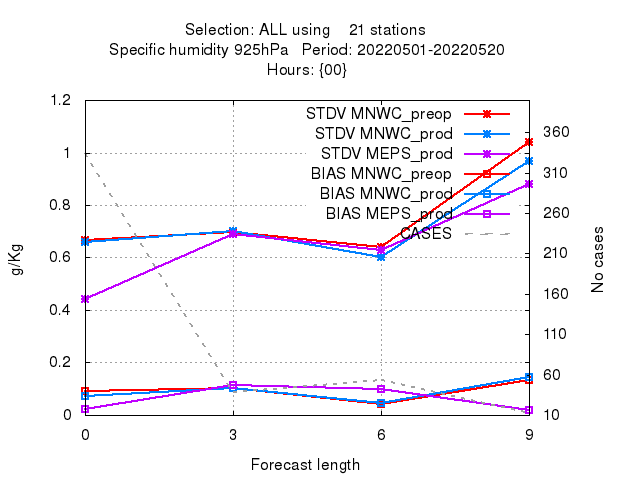 Selection: ALL using 21 stations
Specific humidity 925hPa Period: 20220501-20220520
Hours: {00}
1.2
1
0.8
0.6
0.4
0.2
0
g/Kg
STDV MNWC_preop
STDV MNWC_prod
STDV MEPS_prod
BIAS MNWC_preop
BIAS MNWC_prod
BIAS MEPS_prod
CASES
360
310
260
210
160
110
60
10
No cases
0 3 6 9
Forecast length